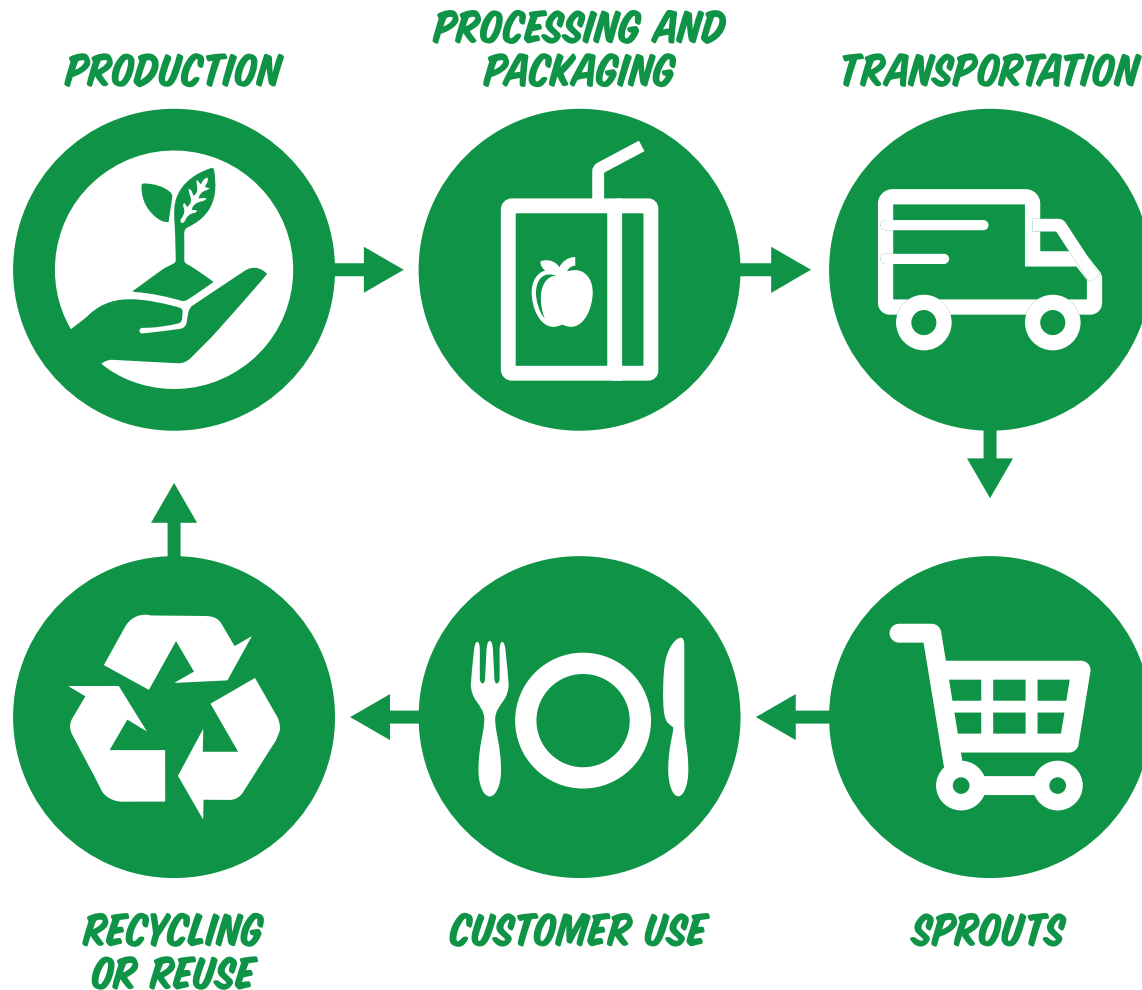 PRODUCTION
PROCESSING AND
PACKAGING
TRANSPORTATION
SPROUTS
CUSTOMER USE
RECYCLING
OR REUSE